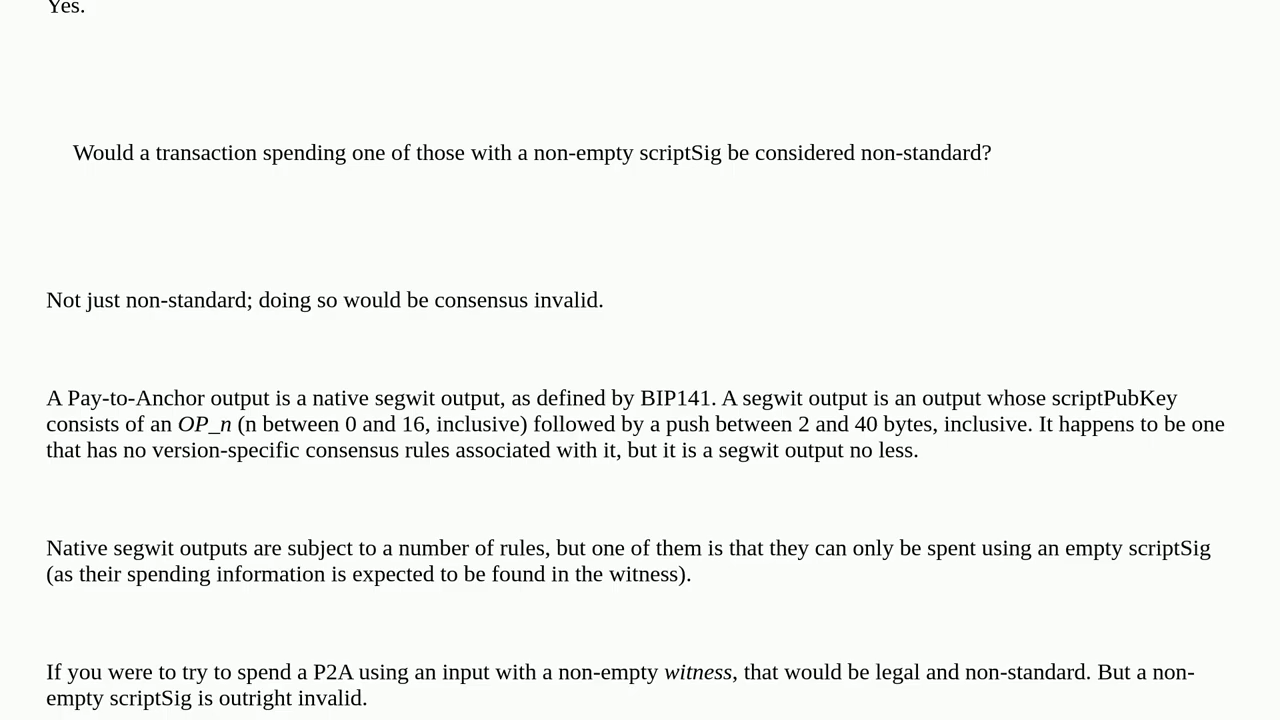 Yes.
Would a transaction spending one of those with a non-empty scriptSig be considered non-standard?
Not just non-standard; doing so would be consensus invalid.
A Pay-to-Anchor output is a native segwit output, as defined by BIP141. A segwit output is an output whose scriptPubKey
consists of an OP_n (n between 0 and 16, inclusive) followed by a push between 2 and 40 bytes, inclusive. It happens to be one
that has no version-specific consensus rules associated with it, but it is a segwit output no less.
Native segwit outputs are subject to a number of rules, but one of them is that they can only be spent using an empty scriptSig
(as their spending information is expected to be found in the witness).
If you were to try to spend a P2A using an input with a non-empty witness, that would be legal and non-standard. But a non-
empty scriptSig is outright invalid.